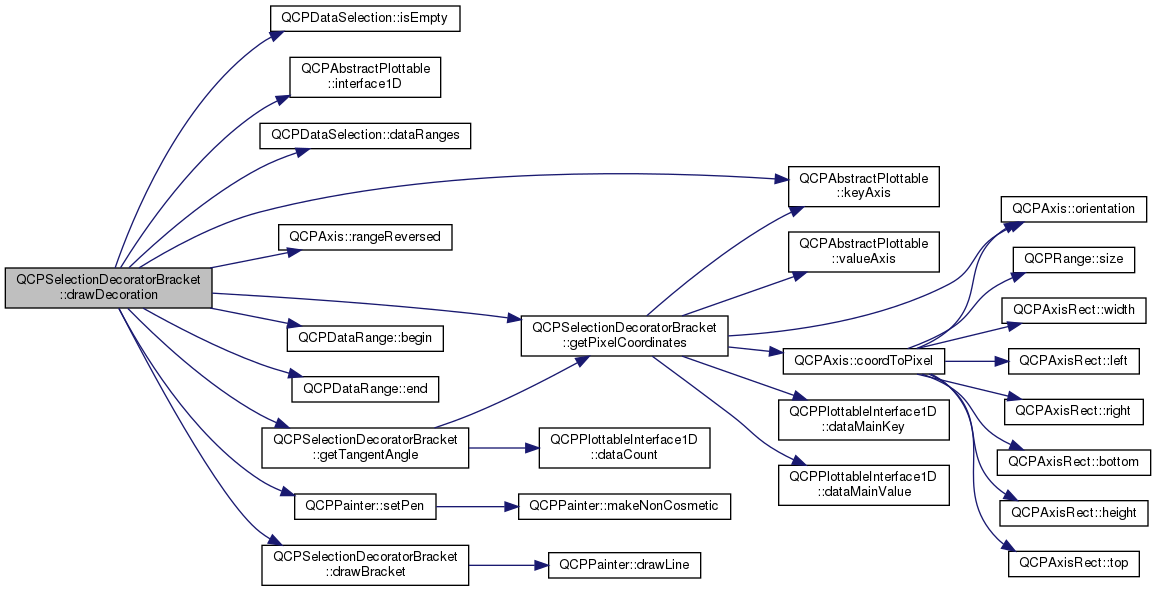 QCPDataSelection::isEmpty
QCPAbstractPlottable
::interface1D
QCPDataSelection::dataRanges
QCPAbstractPlottable
::keyAxis
QCPAxis::orientation
QCPAxis::rangeReversed
QCPAbstractPlottable
::valueAxis
QCPRange::size
QCPSelectionDecoratorBracket
::drawDecoration
QCPAxisRect::width
QCPDataRange::begin
QCPSelectionDecoratorBracket
::getPixelCoordinates
QCPAxis::coordToPixel
QCPAxisRect::left
QCPDataRange::end
QCPPlottableInterface1D
::dataMainKey
QCPAxisRect::right
QCPSelectionDecoratorBracket
::getTangentAngle
QCPPlottableInterface1D
::dataCount
QCPAxisRect::bottom
QCPPlottableInterface1D
::dataMainValue
QCPPainter::setPen
QCPPainter::makeNonCosmetic
QCPAxisRect::height
QCPSelectionDecoratorBracket
::drawBracket
QCPPainter::drawLine
QCPAxisRect::top